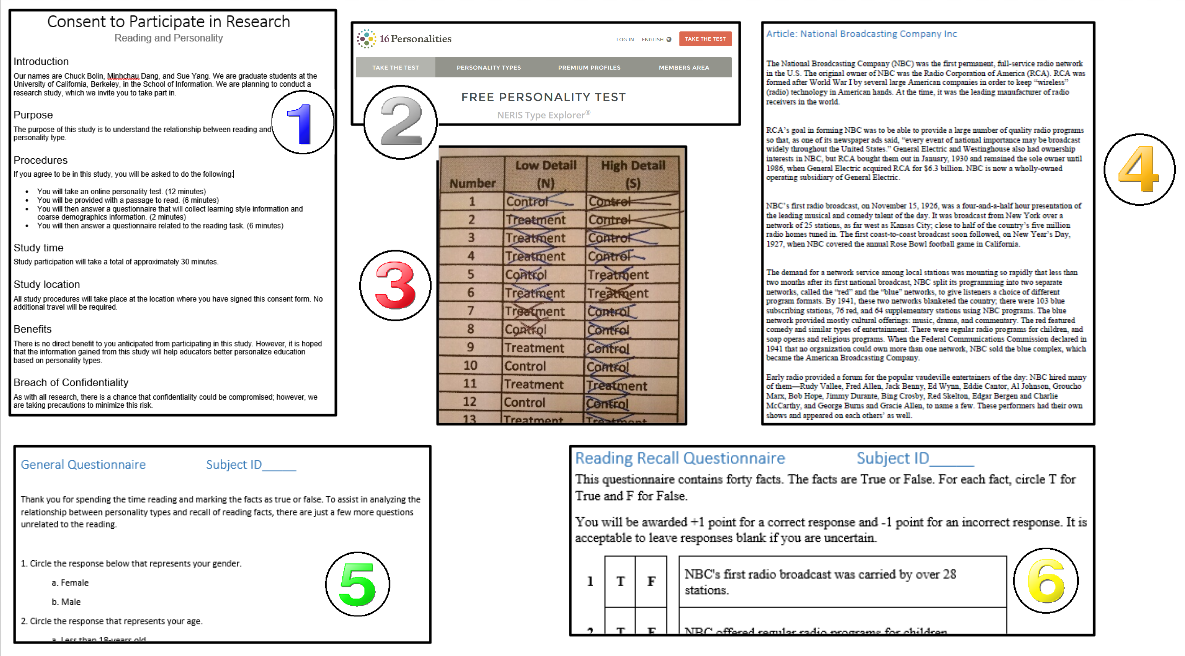 Consent to Participate in Research
Reading and Personality
Introduction
Our names are Chuck Bolin, Minhchau Dang, and Sue Yang. We are graduate students at the
University of California, Berkeley, in the School of Information. We are planning to conduct a
research study, which we invite you to take part in.
Purpose
The purpose of this study is to understand the relationship between reading and
personality type.
Procedures
If you agree to be in this study, you will be asked to do the following:
• You will take an online personality test. (12 minutes)
• You will be provided with a passage to read. (6 minutes)
• You will then answer a questionnaire that will collect learning style information and
coarse demographics information. (2 minutes)
• You will then answer a questionnaire related to the reading task. (6 minutes)
Study time
Study participation will take a total of approximately 30 minutes.
Study location
All study procedures will take place at the location where you have signed this consent form. No
additional travel will be required.
Benefits
There is no direct benefit to you anticipated from participating in this study. However, it is hoped
that the information gained from this study will help educators better personalize education
based on personality types.
Breach of Confidentiality
As with all research, there is a chance that confidentiality could be compromised; however, we
are taking precautions to minimize this risk.
1
16Personalities
LOG IN ENGLISH TAKE THE TEST
TAKE THE TEST PERSONALITY TYPES PREMIUM PROFILES MEMBERS AREA
FREE PERSONALITY TEST
NERIS Type Explorer®
2
Low Detail High Detail
Number (N) (S)
1 Control Control
2 Treatment Control
3 Treatment Control
4 Treatment Control
5 Control Treatment
6 Treatment Treatment
7 Treatment Control
8 Control Control
9 Treatment Control
10 Control Control
11 Treatment Treatment
12 Control Control
13 Treatment Treatment
3
Article: National Broadcasting Company Inc
The National Broadcasting Company (NBC) was the first permanent, full-service radio network
in the U.S. The original owner of NBC was the Radio Corporation of America (RCA). RCA was
formed after World War I by several large American companies in order to keep “wireless”
(radio) technology in American hands. At the time, it was the leading manufacturer of radio
receivers in the world.
RCA’s goal in forming NBC was to be able to provide a large number of quality radio programs
so that, as one of its newspaper ads said, “every event of national importance may be broadcast
widely throughout the United States.” General Electric and Westinghouse also had ownership
interests in NBC, but RCA bought them out in January, 1930 and remained the sole owner until
1986, when General Electric acquired RCA for $6.3 billion. NBC is now a wholly-owned
operating subsidiary of General Electric.
NBC’s first radio broadcast, on November 15, 1926, was a four-and-a-half hour presentation of
the leading musical and comedy talent of the day. It was broadcast from New York over a
network of 25 stations, as far west as Kansas City; close to half of the country’s five million
radio homes tuned in. The first coast-to-coast broadcast soon followed, on New Year’s Day,
1927, when NBC covered the annual Rose Bowl football game in California.
The demand for a network service among local stations was mounting so rapidly that less than
two months after its first national broadcast, NBC split its programming into two separate
networks, called the “red” and the “blue” networks, to give listeners a choice of different
program formats. By 1941, these two networks blanketed the country; there were 103 blue
subscribing stations, 76 red, and 64 supplementary stations using NBC programs. The blue
network provided mostly cultural offerings: music, drama, and commentary. The red featured
comedy and similar types of entertainment. There were regular radio programs for children, and
soap operas and religious programs. When the Federal Communications Commission declared in
1941 that no organization could own more than one network, NBC sold the blue complex, which
became the American Broadcasting Company.
Early radio provided a forum for the popular vaudeville entertainers of the day: NBC hired many
of them—Rudy Vallee, Fred Allen, Jack Benny, Ed Wynn, Eddie Cantor, Al Johnson, Groucho
Marx, Bob Hope, Jimmy Durante, Bing Crosby, Red Skelton, Edgar Bergen and Charlie
McCarthy, and George Burns and Gracie Allen, to name a few. These performers had their own
shows and appeared on each others’ as well.
4
General Questionnaire Subject ID_____
Thank you for spending the time reading and marking the facts as true or false. To assist in analyzing the
relationship between personality types and recall of reading facts, there are just a few more questions
unrelated to the reading.
1. Circle the response below that represents your gender.
a. Female
b. Male
2. Circle the response that represents your age.
a. Less than 18-years old
5
Reading Recall Questionnaire Subject ID_____
This questionnaire contains forty facts. The facts are True or False. For each fact, circle T for
True and F for False.
You will be awarded +1 point for a correct response and -1 point for an incorrect response. It is
acceptable to leave responses blank if you are uncertain.
1 T F NBC's first radio broadcast was carried by over 28
stations.
2 T F NBC offered regular radio programs for children
6